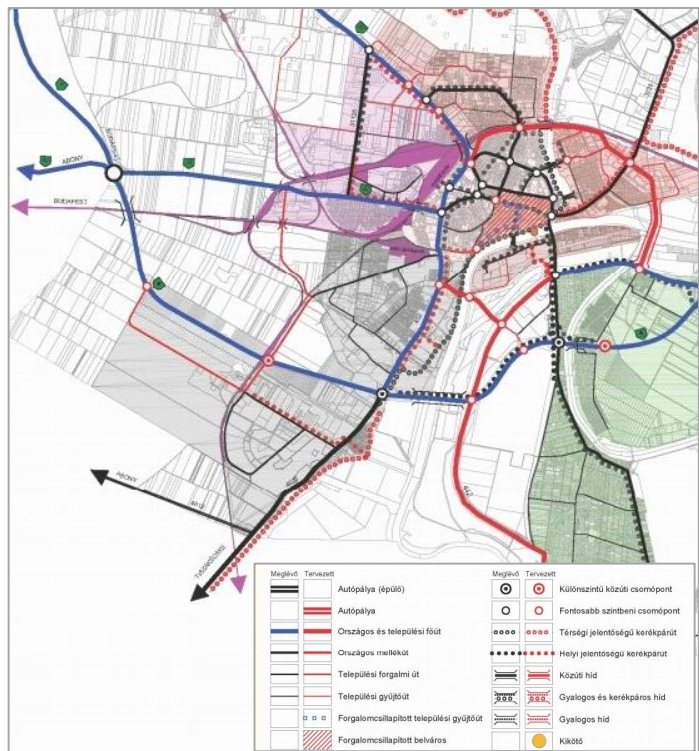 BUDAPEST
ABONY
BUDAPEST
ABONY
442
Meglévő
Tervezett
Autópálya (épülő)
Autópálya
Országos és települési főút
Országos mellékút
Települési forgalmi út
Települési gyűjtőút
Forgalomcsillapított települési gyűjtőút
Forgalomcsillapított belváros
Meglévő
Tervezett
Különszintű közúti csomópont
Fontosabb szintbeni csomópont
Térségi jelentőségű kerékpárút
Helyi jelentőségű kerékpárút
Közúti híd
Gyalogos és kerékpáros híd
Gyalogos híd
Kikötő